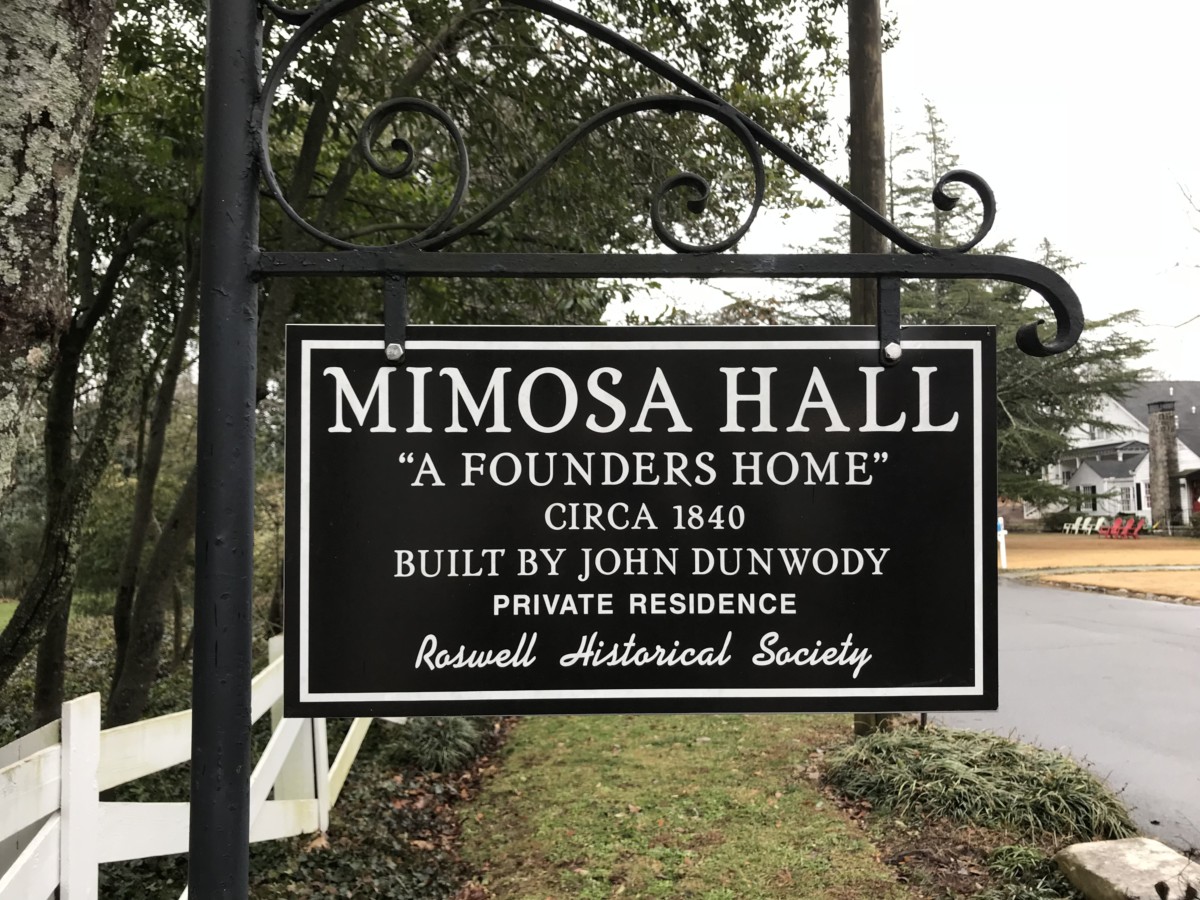 MIMOSA HALL
“A FOUNDERS HOME”
CIRCA 1840
BUILT BY JOHN DUNWODY
PRIVATE RESIDENCE
Roswell Historical Society